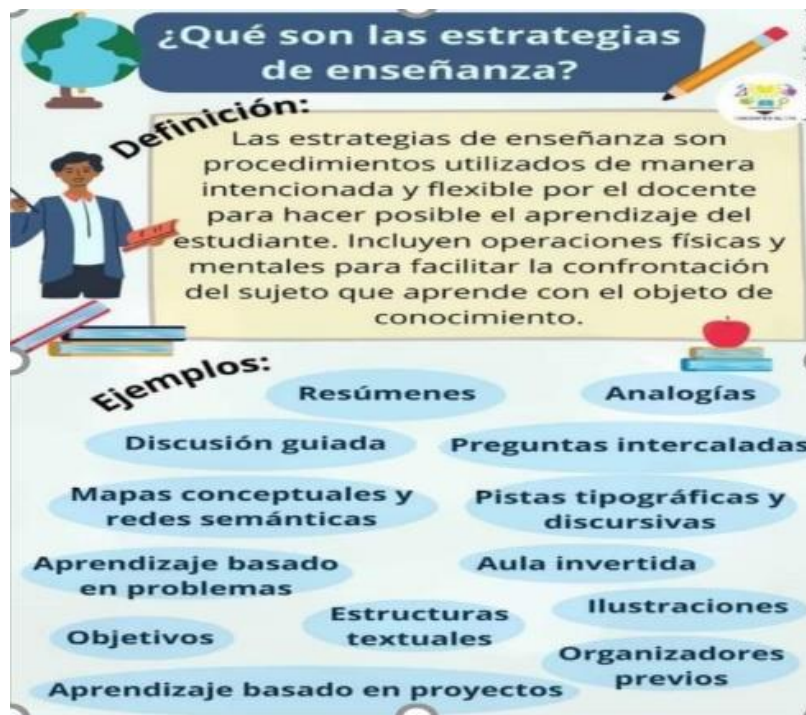 ¿Qué son las estrategias
de enseñanza?
Definición:
Las estrategias de enseñanza son
procedimientos utilizados de manera
intencionada y flexible por el docente
para hacer posible el aprendizaje del
estudiante. Incluyen operaciones físicas y
mentales para facilitar la confrontación
del sujeto que aprende con el objeto de
conocimiento.
Ejemplos:
Resúmenes
Analogías
Discusión guiada
Preguntas intercaladas
Mapas conceptuales y
redes semánticas
Pistas tipográficas y
discursivas
Aprendizaje basado
en problemas
Aula invertida
Ilustraciones
Estructuras
textuales
Objetivos
Organizadores
previos
Aprendizaje basado en proyectos